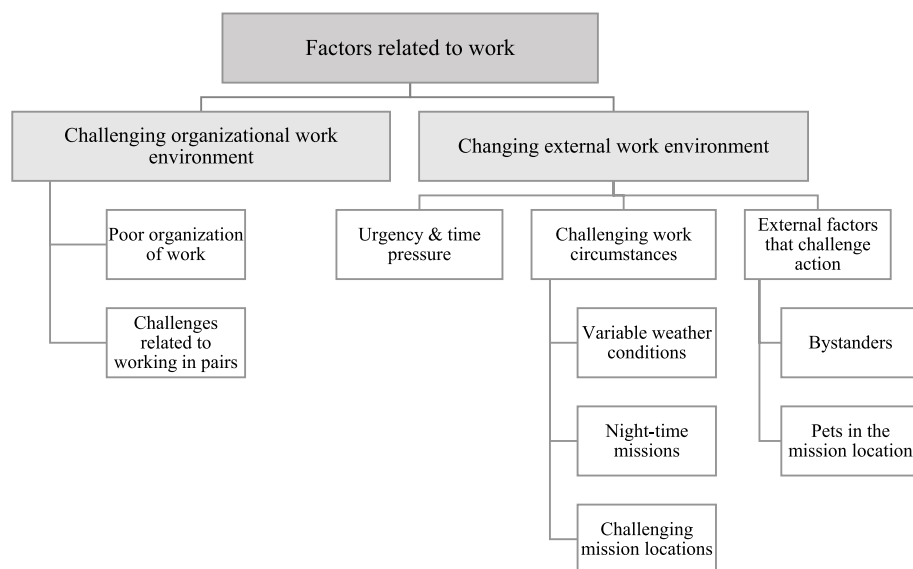 Factors related to work
Challenging organizational work
environment
Changing external work environment
Poor organization
of work
Urgency & time
pressure
Challenging work
circumstances
External factors
that challenge
action
Challenges
related to
working in pairs
Variable weather
conditions
Bystanders
Night-time
missions
Pets in the
mission location
Challenging
mission locations